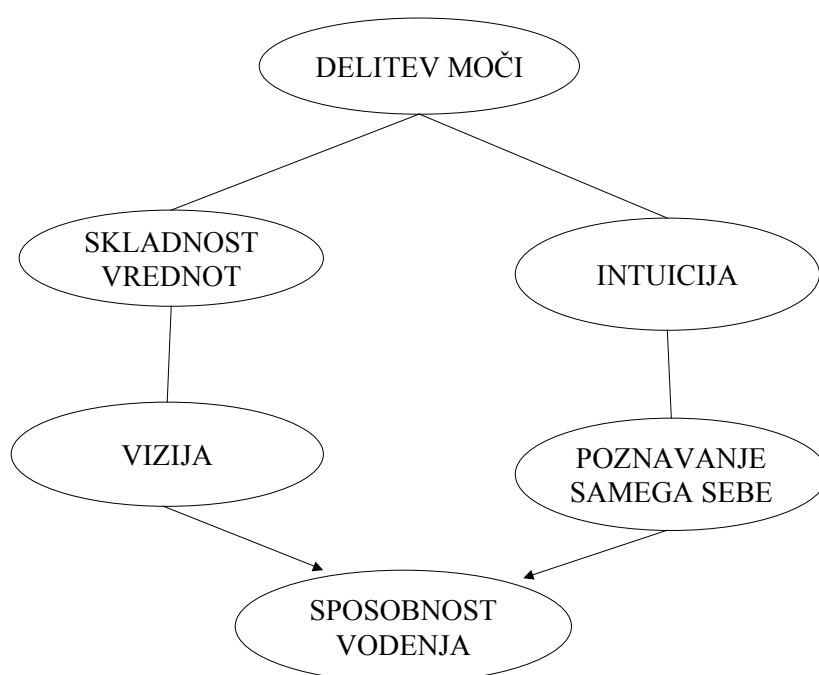 DELITEV MOČI
SKLADNOST
VREDNOT
INTUICIJA
VIZIJA
POZNAVANJE
SAMEGA SEBE
SPOSOBNOST
VODENJA